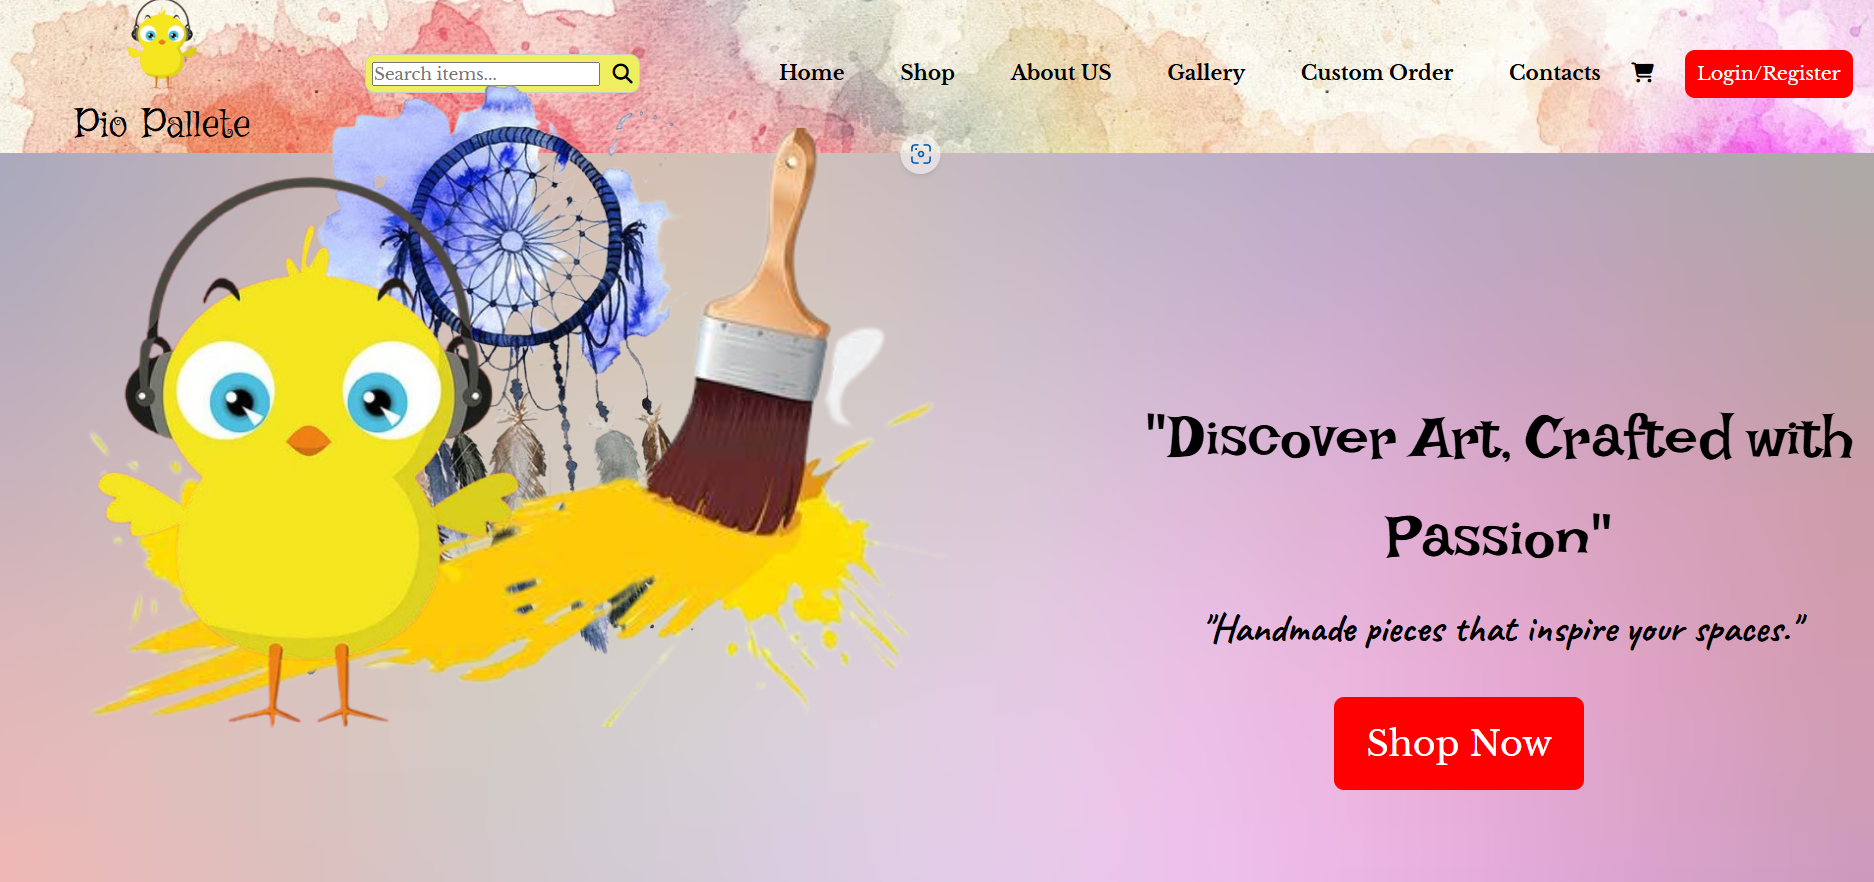 Pio Pallete
Search items...
Home
Shop
About US
Gallery
Custom Order
Contacts
Login/Register
"Discover Art, Crafted with
Passion"
"Handmade pieces that inspire your spaces."
Shop Now